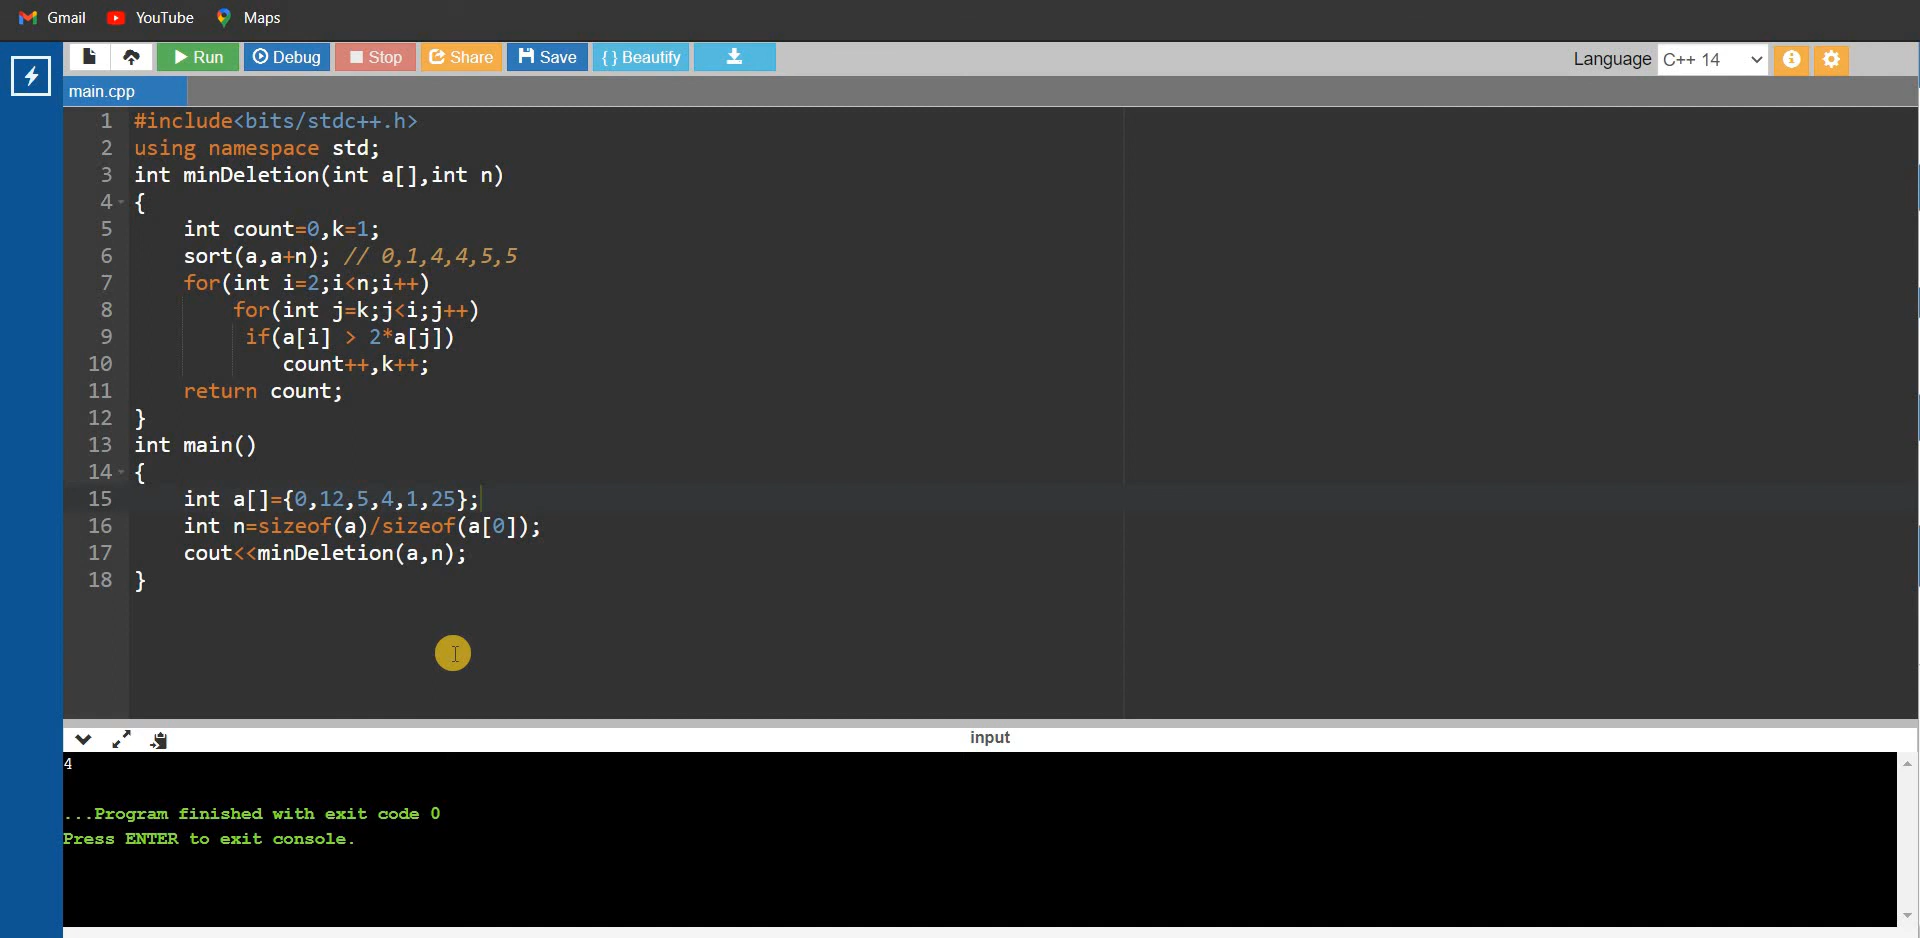 Gmail YouTube Maps
Run Debug Stop Share Save { } Beautify Language C++ 14
main.cpp
1 #include<bits/stdc++.h>
2 using namespace std;
3 int minDeletion(int a[],int n)
4 {
5 int count=0,k=1;
6 sort(a,a+n); // 0,1,4,4,5,5
7 for(int i=2;i<n;i++)
8 for(int j=k;j<i;j++)
9 if(a[i] > 2*a[j])
10 count++,k++;
11 return count;
12 }
13 int main()
14 {
15 int a[]={0,12,5,4,1,25};
16 int n=sizeof(a)/sizeof(a[0]);
17 cout<<minDeletion(a,n);
18 }
input
4
...Program finished with exit code 0
Press ENTER to exit console.